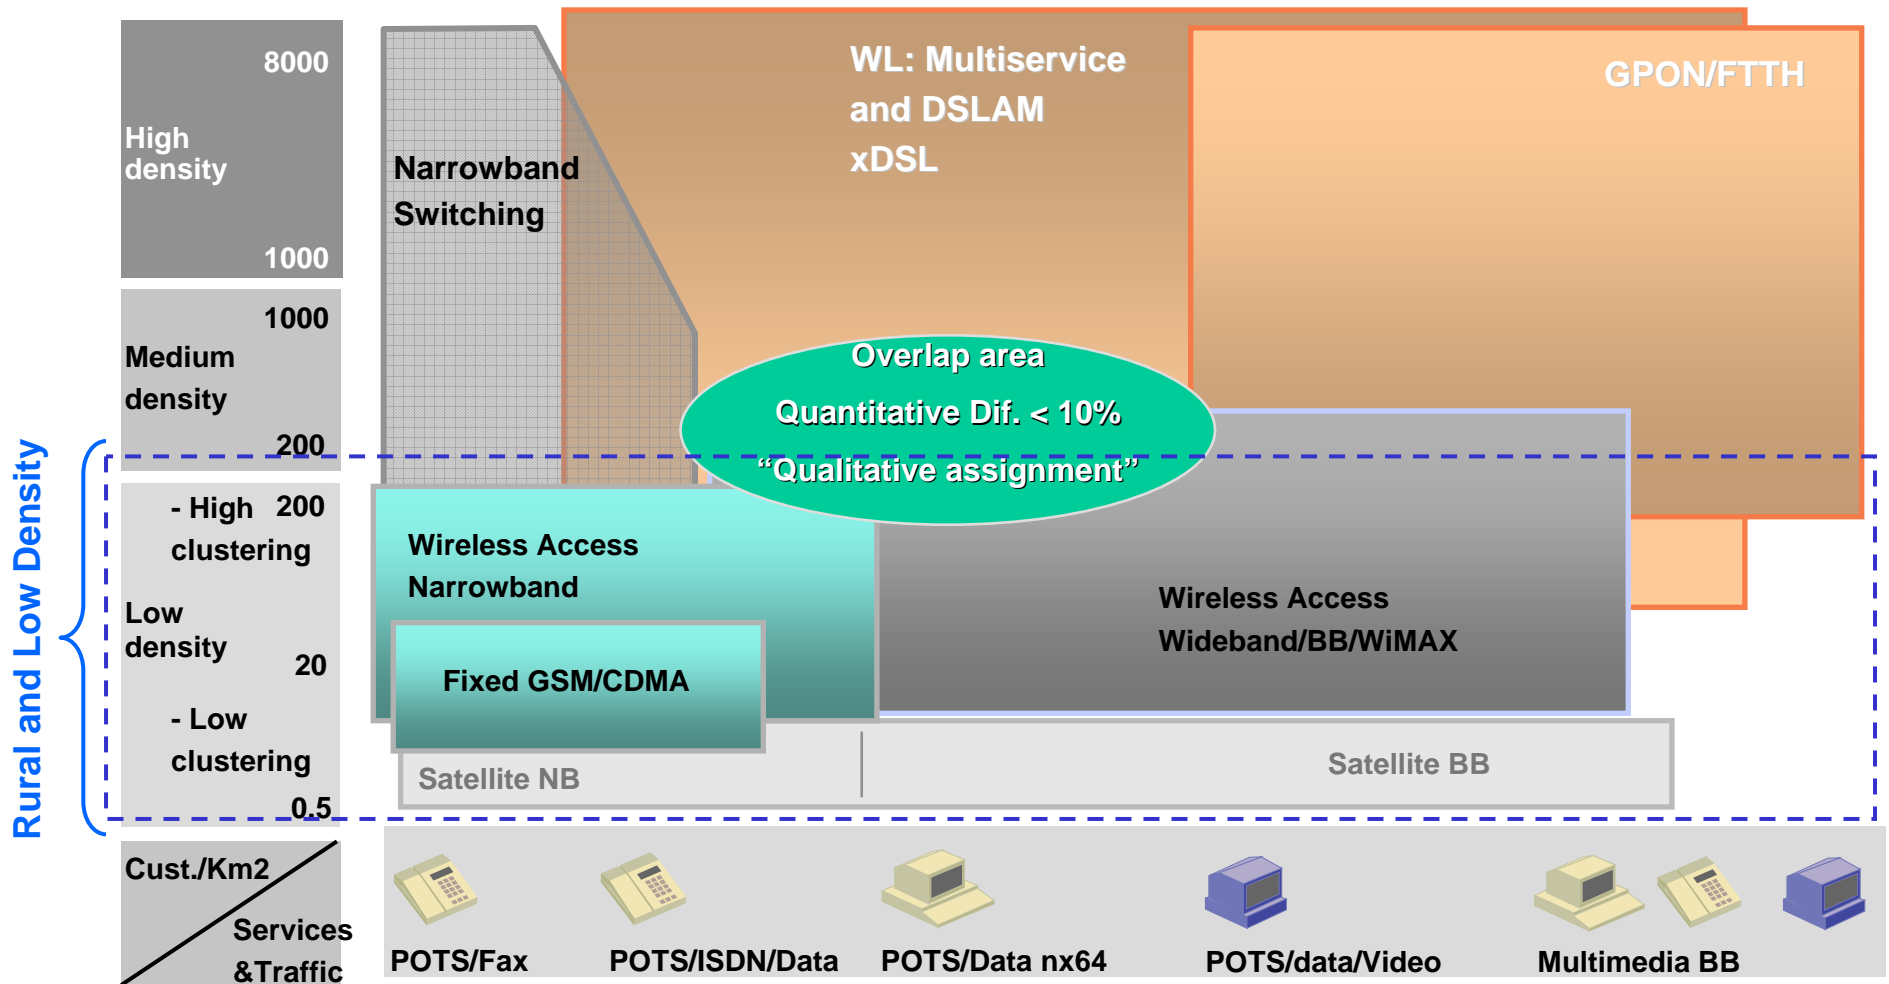 8000
High
density
1000
1000
Medium
density
200
- High 200
clustering
Low
density
20
- Low
clustering
0.5
Rural and Low Density
Cust./Km2
Services
&Traffic
Narrowband
Switching
WL: Multiservice
and DSLAM
xDSL
GPON/FTTH
Overlap area
Quantitative Dif. < 10%
“Qualitative assignment”
Wireless Access
Narrowband
Fixed GSM/CDMA
Wireless Access
Wideband/BB/WiMAX
Satellite NB
Satellite BB
POTS/Fax
POTS/ISDN/Data
POTS/Data nx64
POTS/data/Video
Multimedia BB